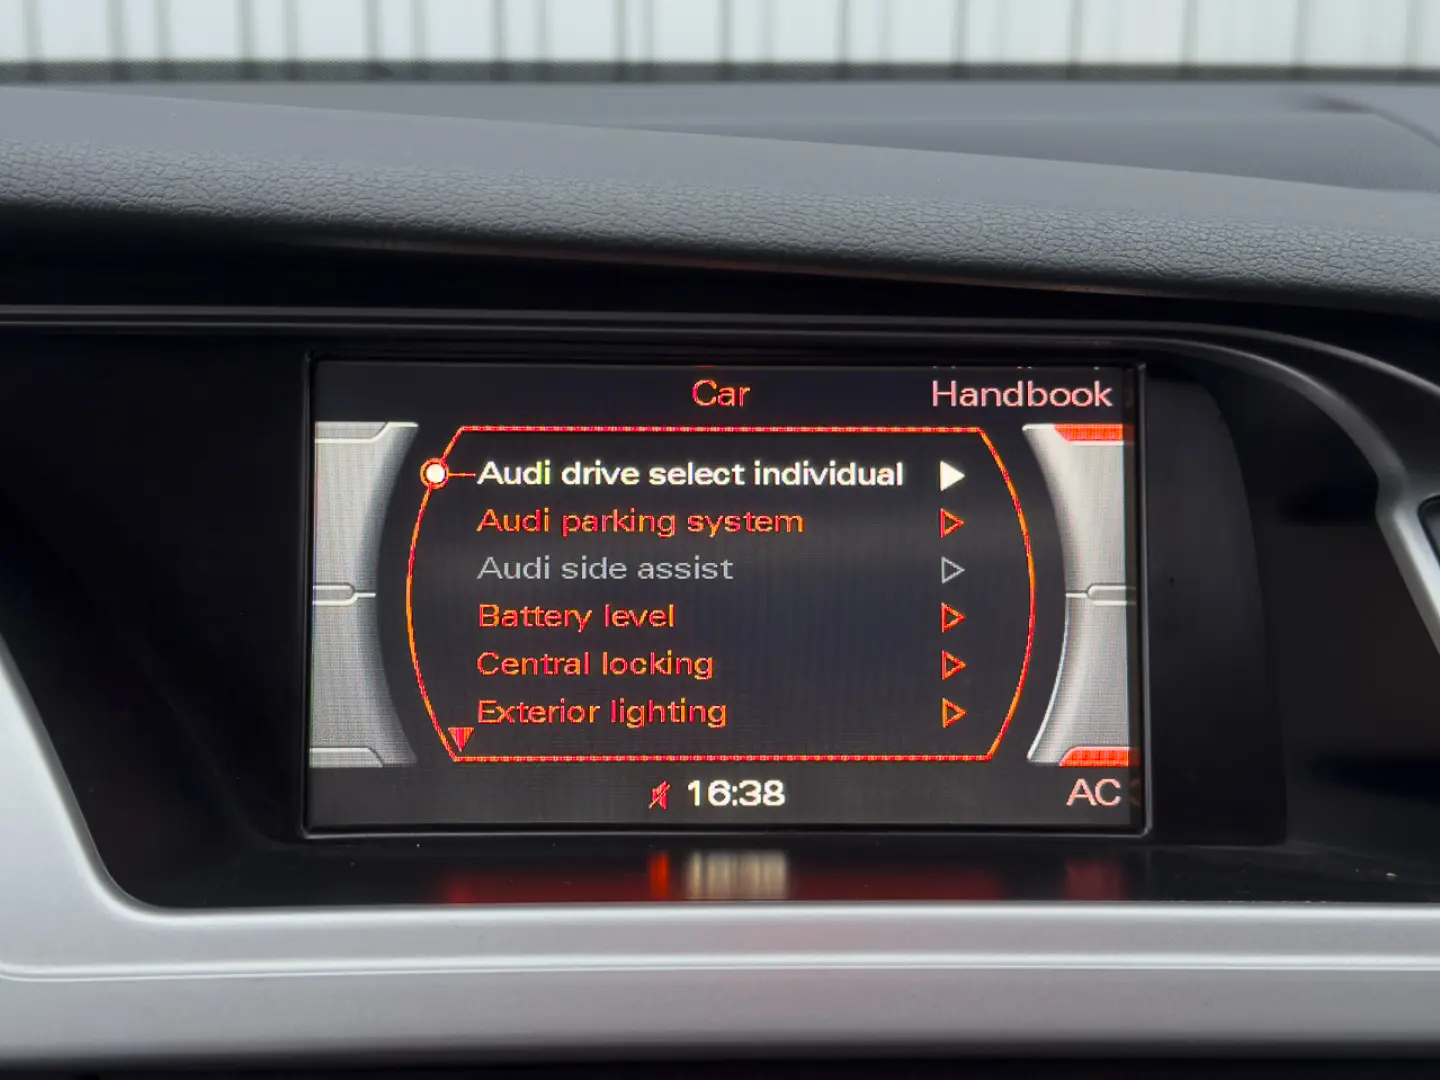 Car
Handbook
Audi drive select individual
Audi parking system
Audi side assist
Battery level
Central locking
Exterior lighting
16:38
AC